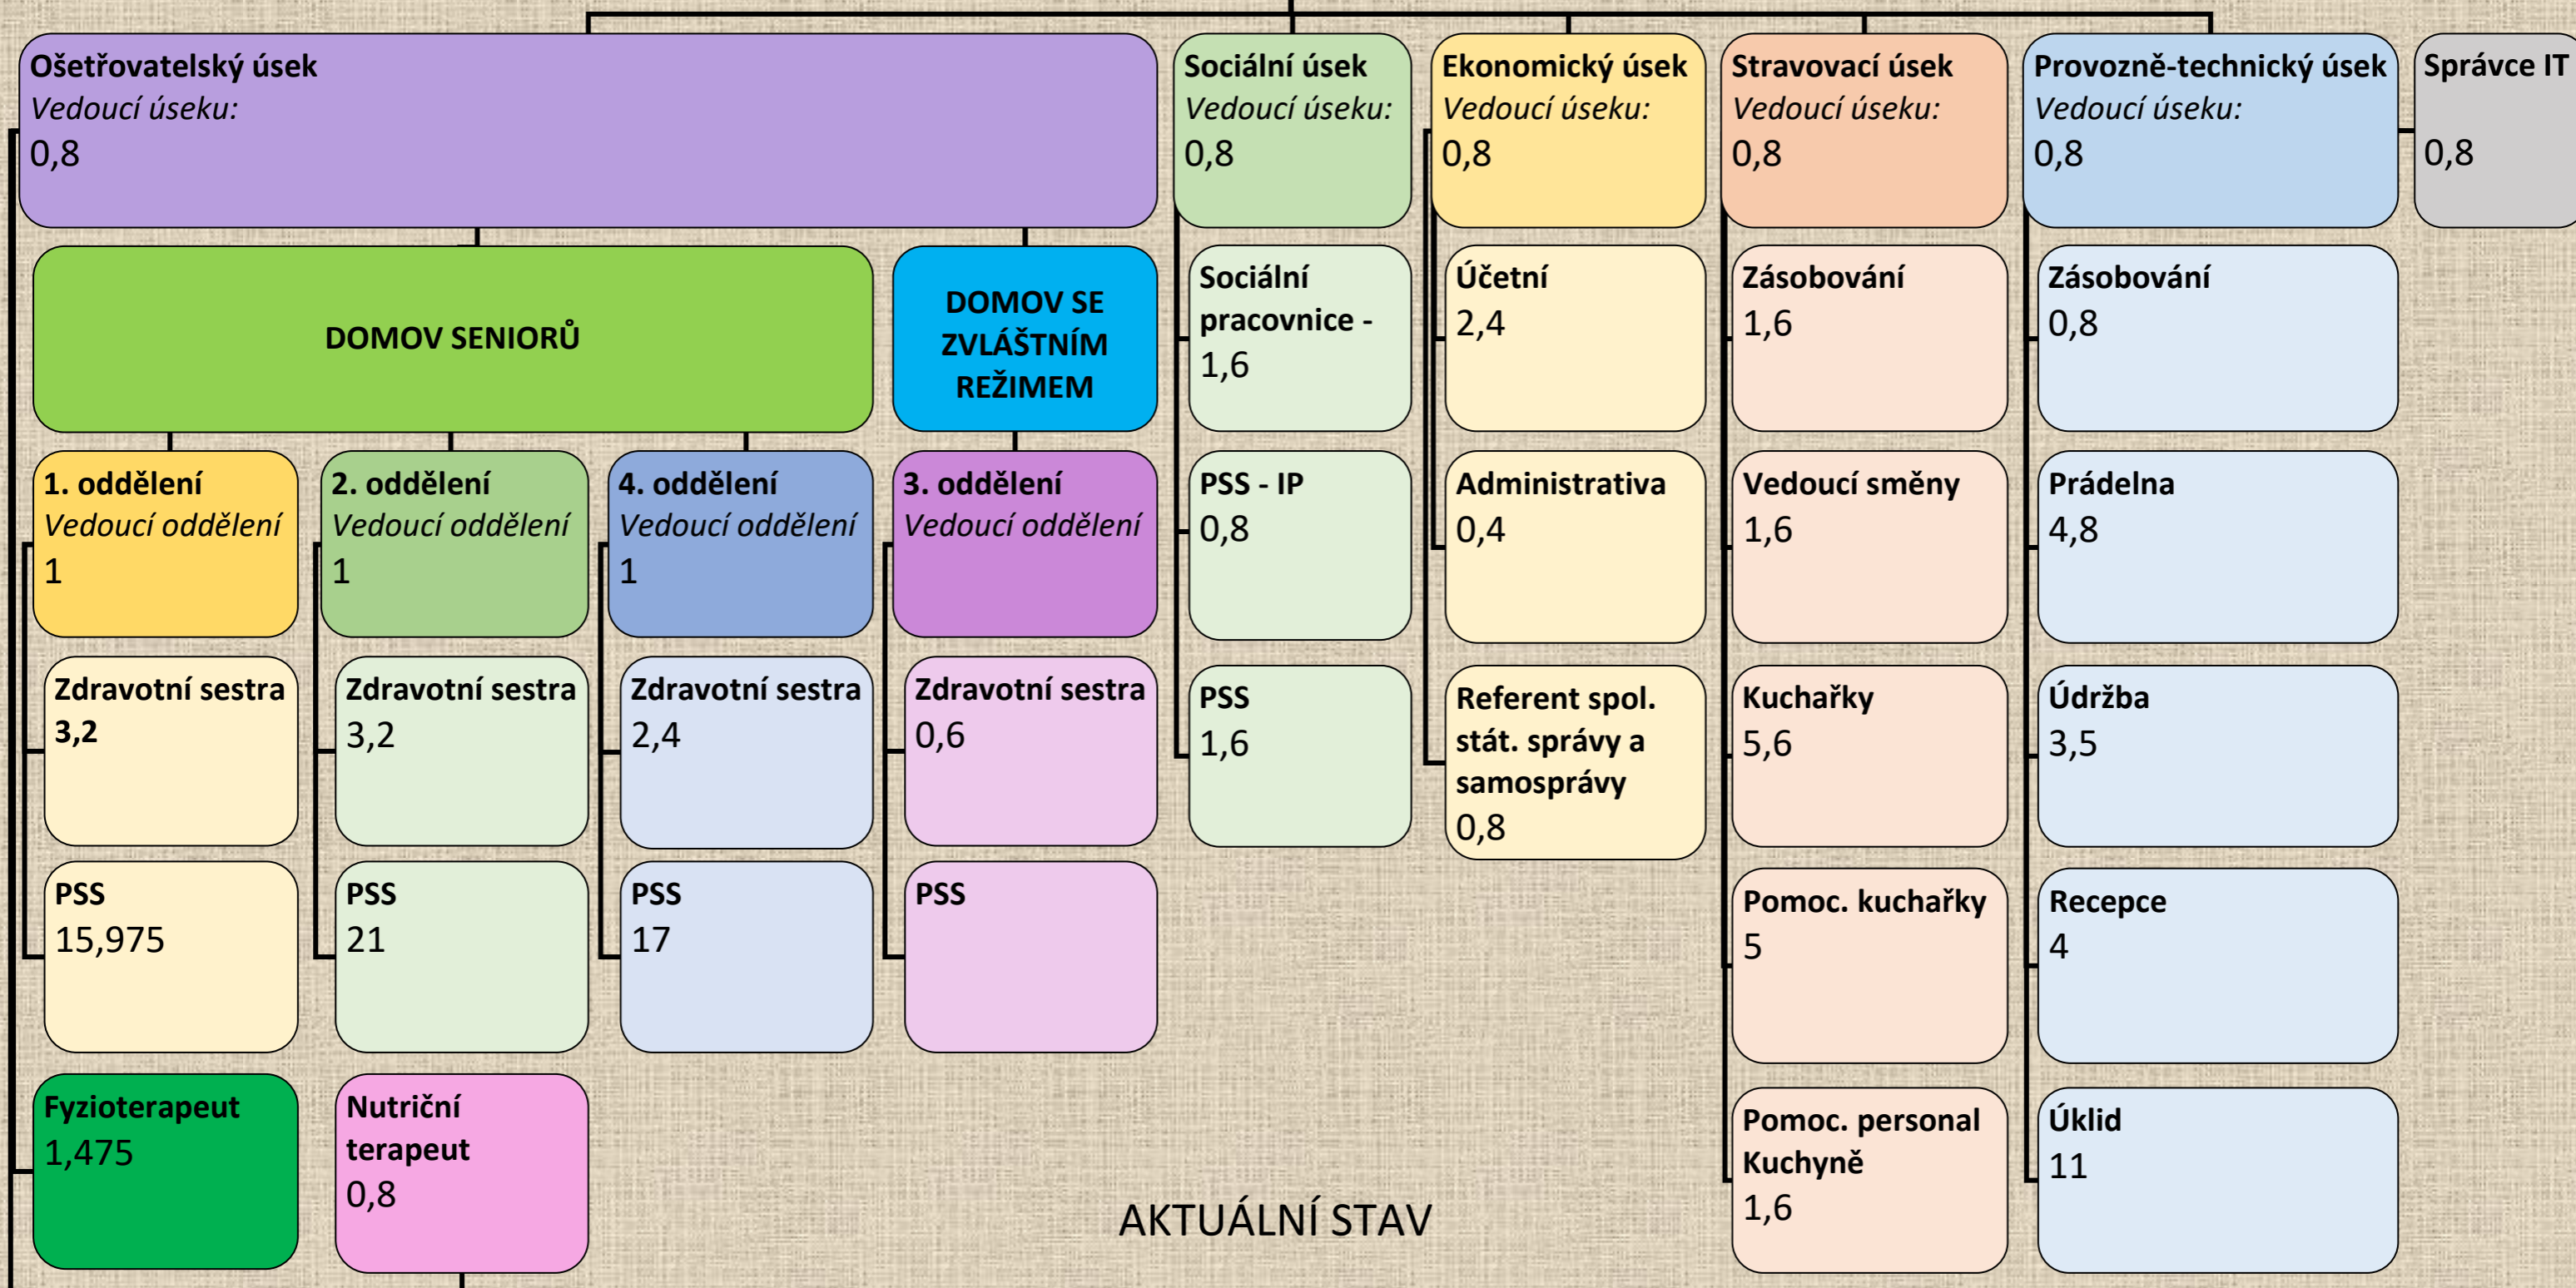 Ošetřovatelský úsek
Vedoucí úseku:
0,8
Sociální úsek
Vedoucí úseku:
0,8
Ekonomický úsek
Vedoucí úseku:
0,8
Stravovací úsek
Vedoucí úseku:
0,8
Provozně-technický úsek
Vedoucí úseku:
0,8
Správce IT
0,8
DOMOV SENIORŮ
DOMOV SE
ZVLÁŠTNÍM
REŽIMEM
Sociální
pracovnice -
1,6
Účetní
2,4
Zásobování
1,6
Zásobování
0,8
1. oddělení
Vedoucí oddělení
1
2. oddělení
Vedoucí oddělení
1
4. oddělení
Vedoucí oddělení
1
3. oddělení
Vedoucí oddělení
PSS - IP
0,8
Administrativa
0,4
Vedoucí směny
1,6
Prádelna
4,8
Zdravotní sestra
3,2
Zdravotní sestra
3,2
Zdravotní sestra
2,4
Zdravotní sestra
0,6
PSS
1,6
Referent spol.
stát. správy a
samosprávy
0,8
Kuchařky
5,6
Údržba
3,5
PSS
15,975
PSS
21
PSS
17
PSS
Pomoc. kuchařky
5
Recepce
4
Fyzioterapeut
1,475
Nutriční
terapeut
0,8
Pomoc. personal
Kuchyně
1,6
Úklid
11
AKTUÁLNÍ STAV